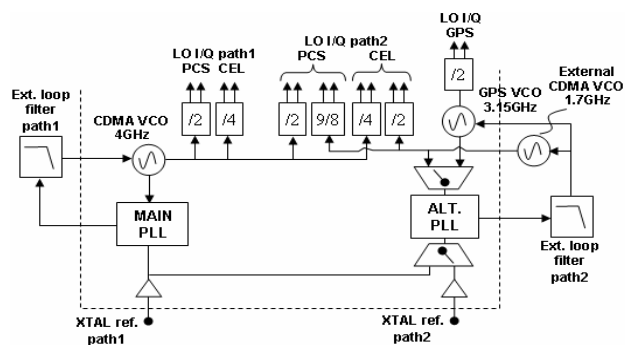 LO I/Q path1
PCS CEL
LO I/Q path2
PCS CEL
LO I/Q
GPS
/2
GPS VCO
3.15GHz
External
CDMA VCO
1.7GHz
Ext. loop
filter
path1
CDMA VCO
4GHz
/2
/4
/2
9/8
/4
/2
MAIN
PLL
ALT.
PLL
Ext. loop
filter
path2
XTAL ref.
path1
XTAL ref.
path2